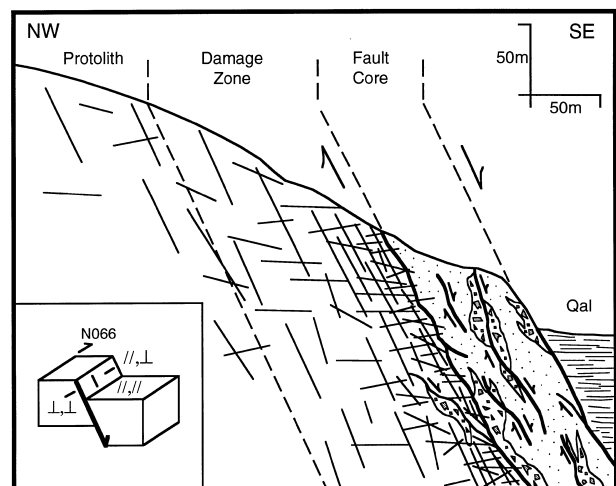 NW
SE
Protolith
Damage
Zone
Fault
Core
50m
50m
Qal
N066
//,⊥
//,//
⊥,⊥